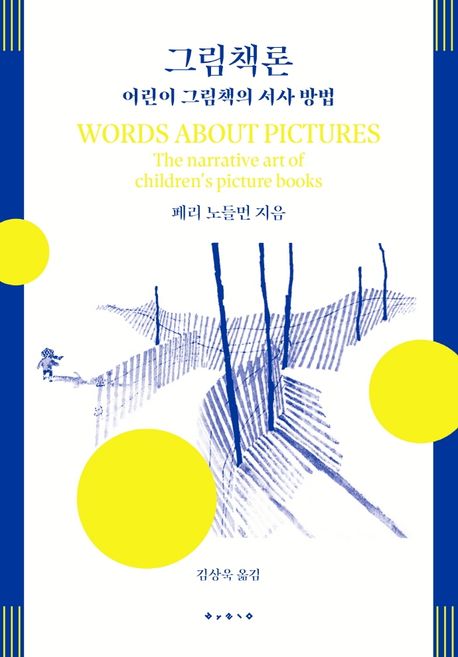 그림책론
어린이 그림책의 서사 방법
WORDS ABOUT PICTURES
The narrative art of
children's picture books
페리 노들먼 지음
김상욱 옮김